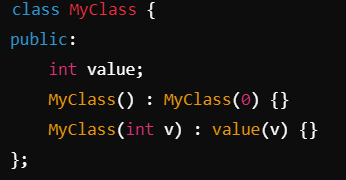 class MyClass {
public:
    int value;
    MyClass() : MyClass(0) {}
    MyClass(int v) : value(v) {}
};